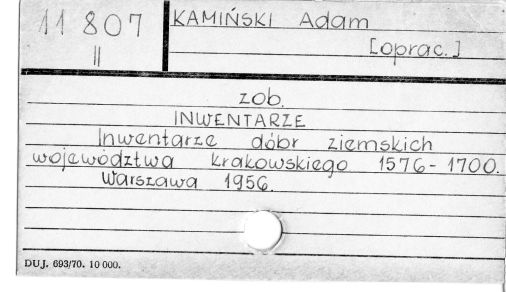 11 807
II
KAMIŃSKI Adam
[oprac.]
zob.
INWENTARZE
Inwentarze dóbr ziemskich
województwa krakowskiego 1576-1700.
Warszawa 1956.
DUJ. 693/70. 10 000.